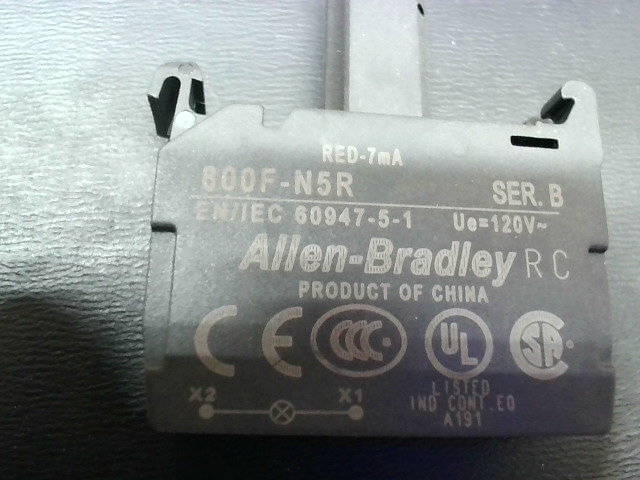 RED-7mA
800F-N5R SER. B
EN/IEC 60947-5-1 Ue=120V~
Allen-Bradley R C
PRODUCT OF CHINA
CE CCC UL SA
LISTED
IND CONT.EQ
A191
X2 X1